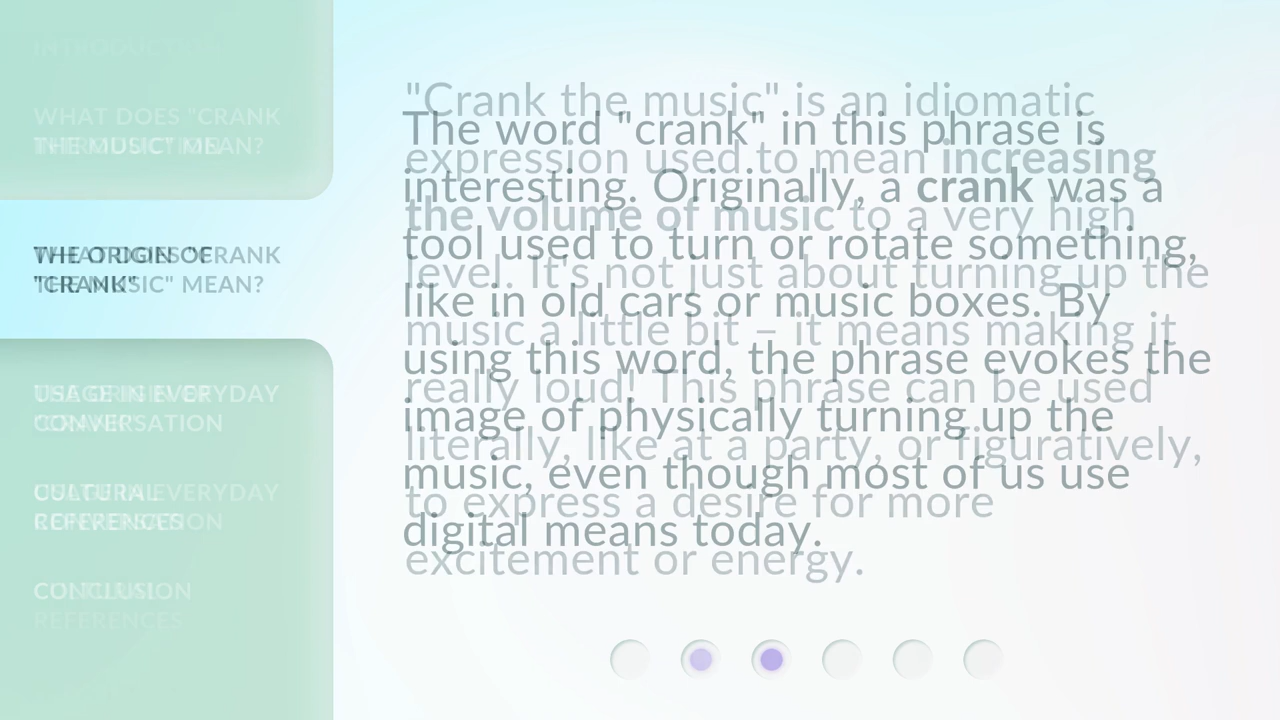 INTRODUCTION
WHAT DOES "CRANK
THE MUSIC" MEAN?
THE ORIGIN OF
"CRANK"
USAGE IN EVERYDAY
CONVERSATION
CULTURAL
REFERENCES
CONCLUSION
"Crank the music" is an idiomatic
expression used to mean increasing
the volume of music to a very high
level. It's not just about turning up the
music a little bit – it means making it
really loud! This phrase can be used
literally, like at a party, or figuratively,
to express a desire for more
excitement or energy.
The word "crank" in this phrase is
interesting. Originally, a crank was a
tool used to turn or rotate something,
like in old cars or music boxes. By
using this word, the phrase evokes the
image of physically turning up the
music, even though most of us use
digital means today.